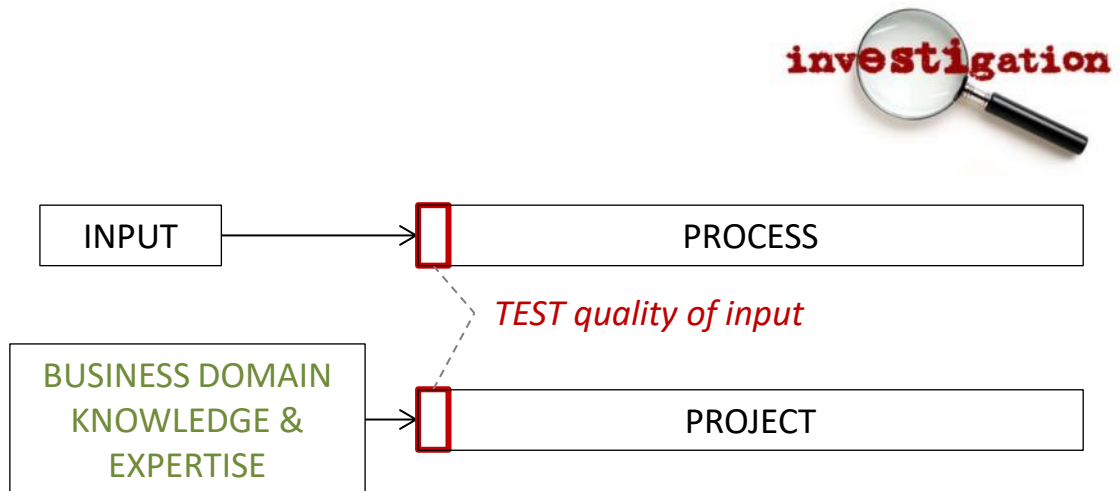 investigation
INPUT
PROCESS
TEST quality of input
BUSINESS DOMAIN
KNOWLEDGE &
EXPERTISE
PROJECT